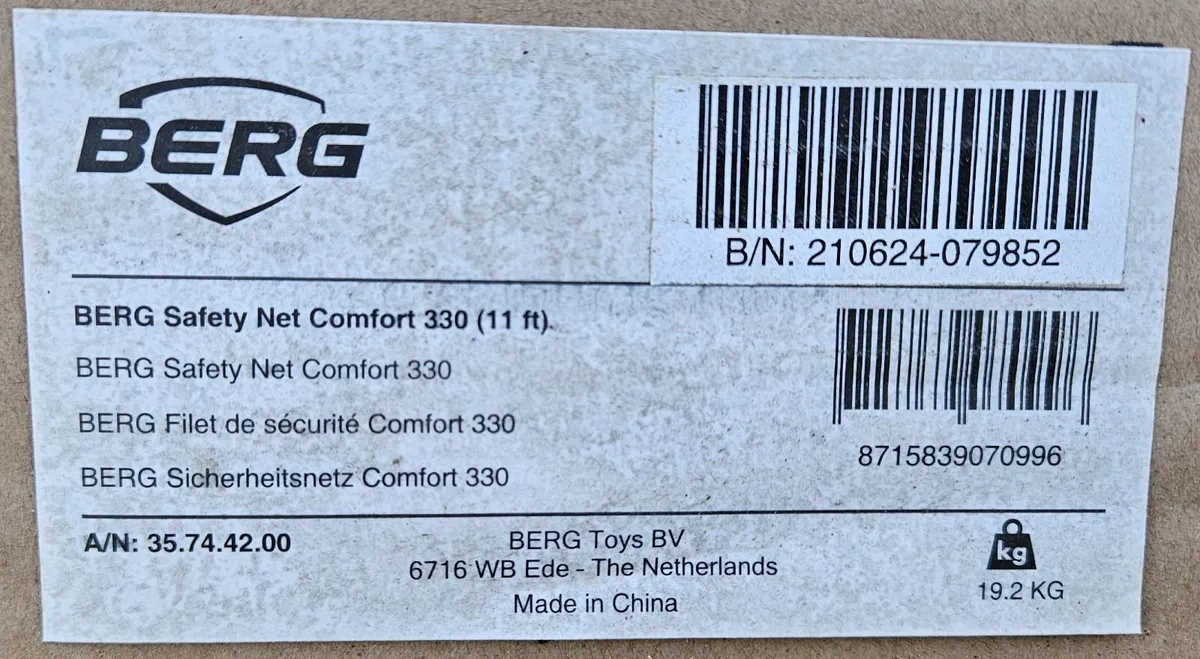 BERG
B/N: 210624-079852
BERG Safety Net Comfort 330 (11 ft).
BERG Safety Net Comfort 330
BERG Filet de sécurité Comfort 330
BERG Sicherheitsnetz Comfort 330
8715839070996
A/N: 35.74.42.00
BERG Toys BV
6716 WB Ede - The Netherlands
Made in China
kg
19.2 KG